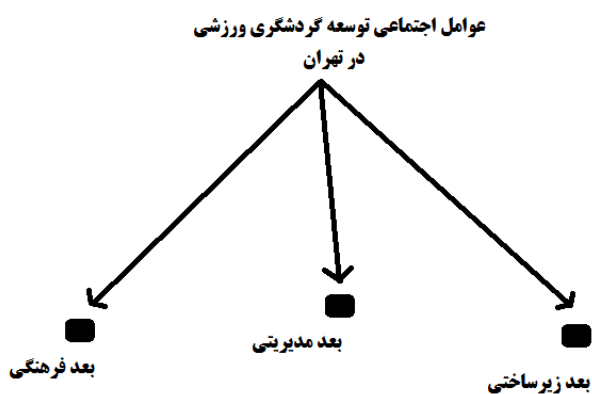 عوامل اجتماعی توسعه گردشگری ورزشی
در تهران
بعد زیرساختی
بعد مدیریتی
بعد فرهنگی